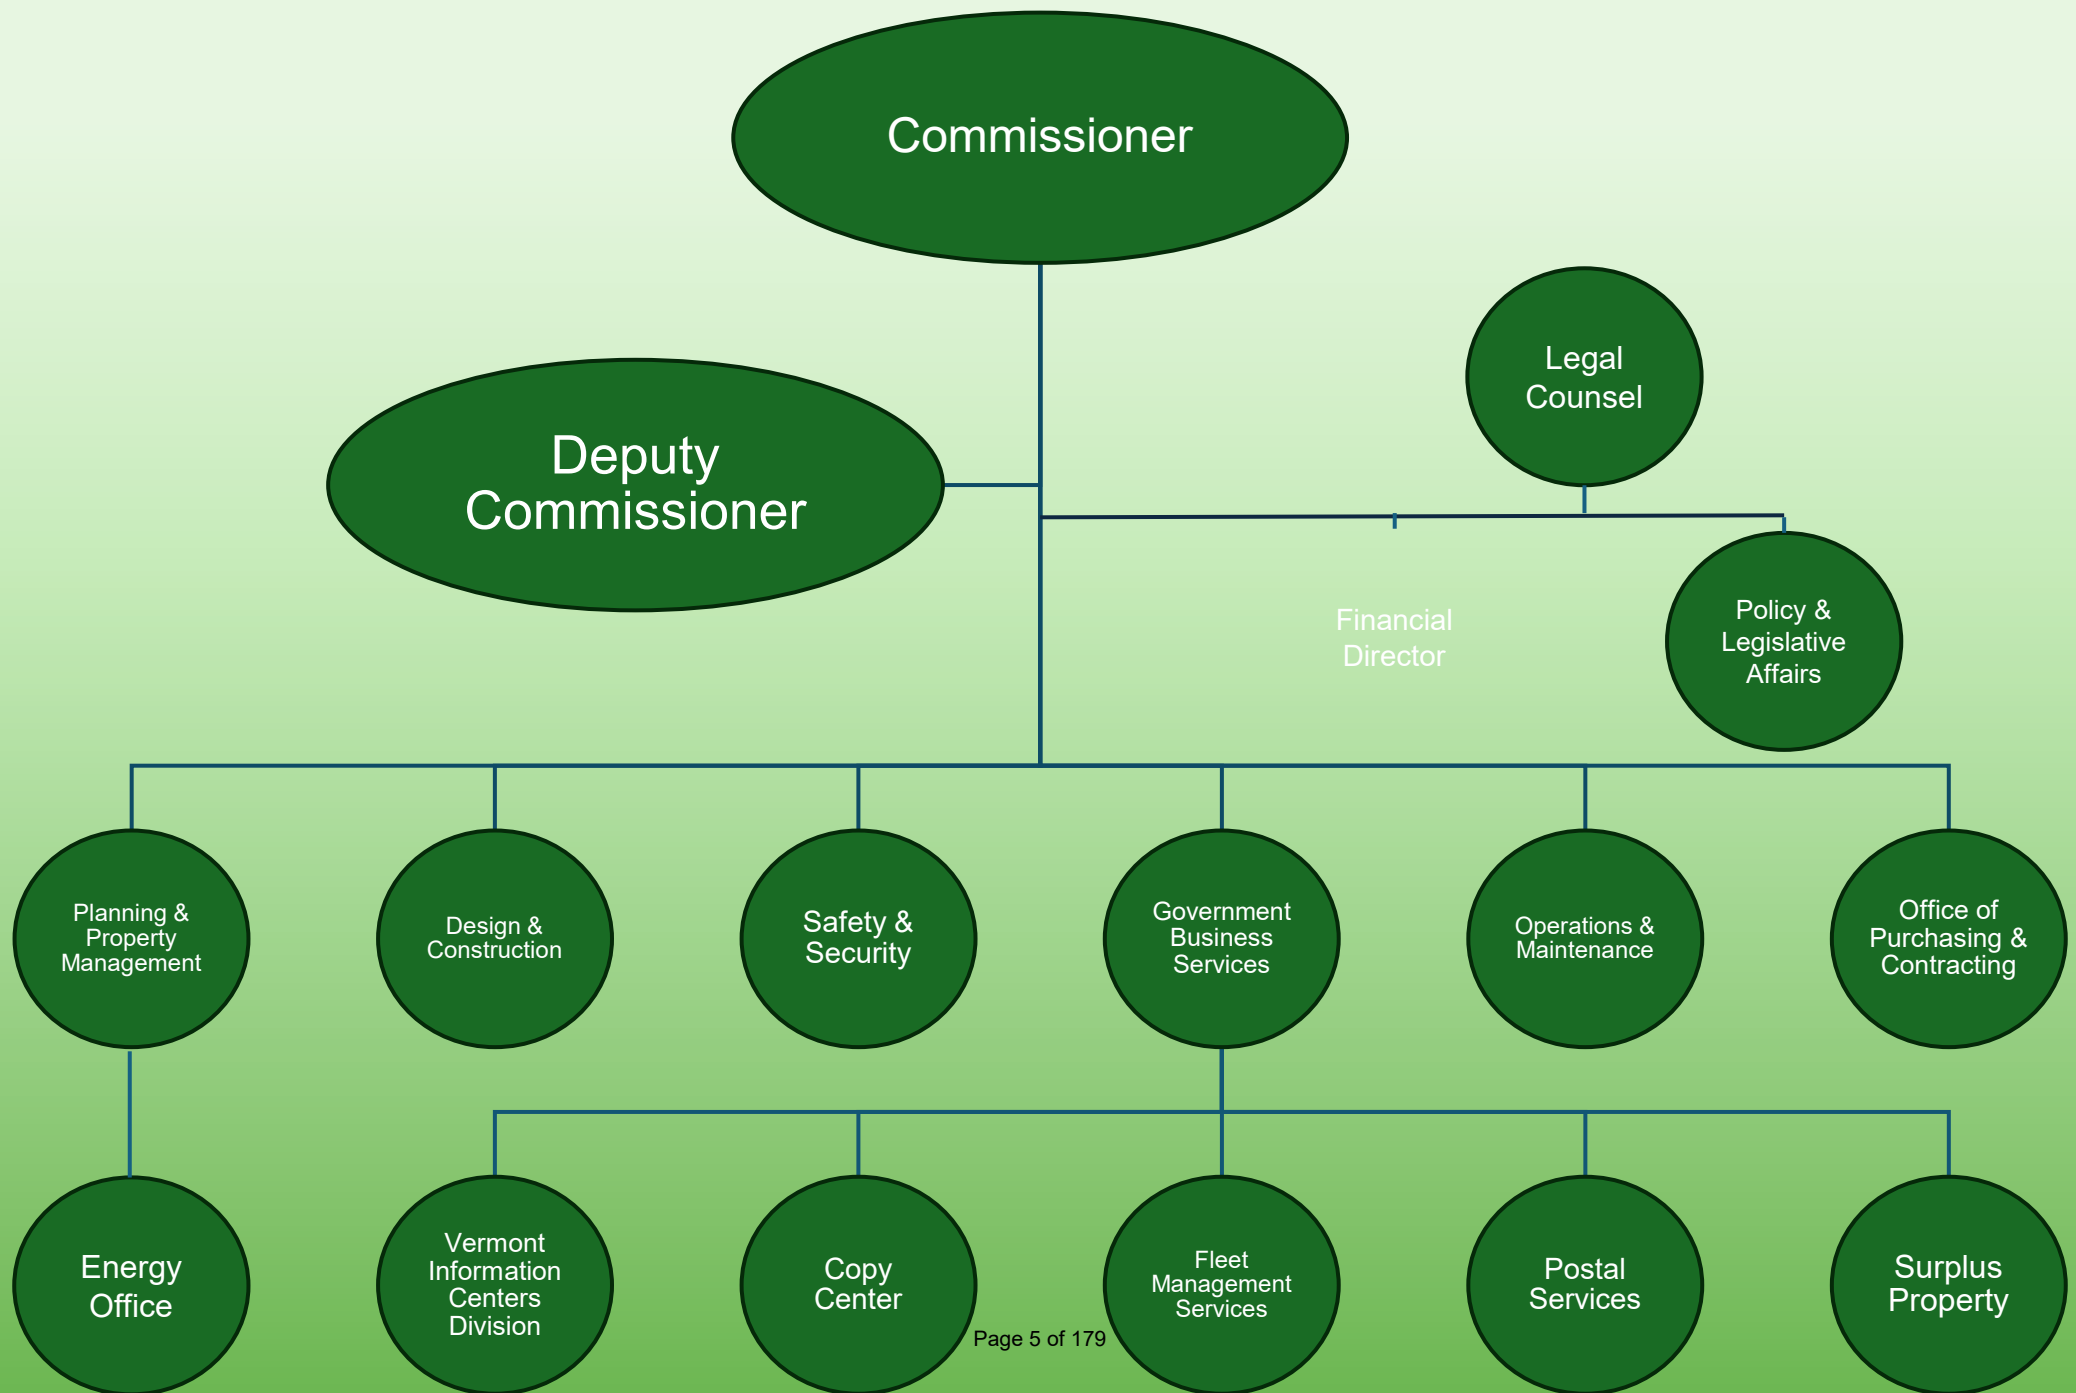 Commissioner
Legal
Counsel
Deputy
Commissioner
Financial
Director
Policy &
Legislative
Affairs
Planning &
Property
Management
Design &
Construction
Safety &
Security
Government
Business
Services
Operations &
Maintenance
Office of
Purchasing &
Contracting
Energy
Office
Vermont
Information
Centers
Division
Copy
Center
Fleet
Management
Services
Postal
Services
Surplus
Property
Page 5 of 179